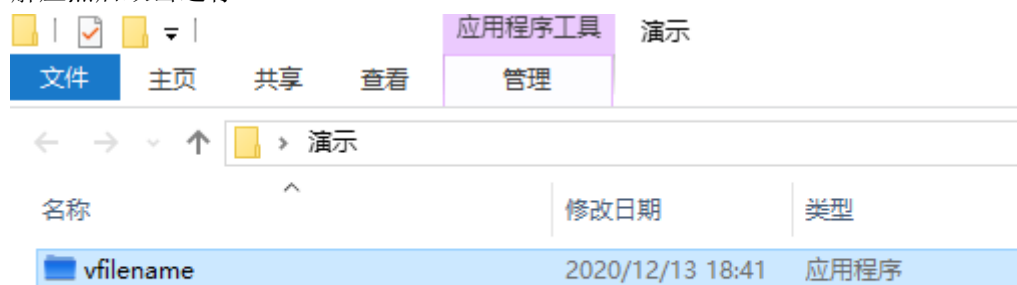 应用程序工具 演示
文件 主页 共享 查看 管理
演示
名称 修改日期 类型
vfilename 2020/12/13 18:41 应用程序